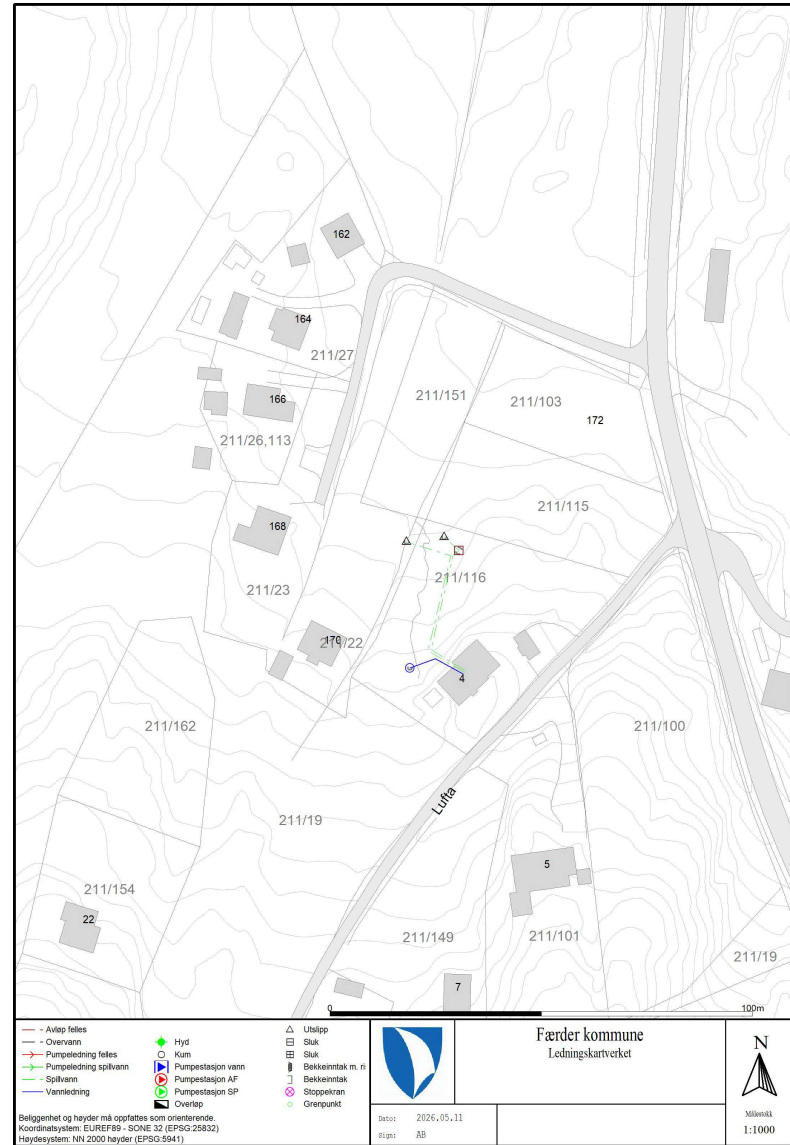 162
164
211/27
166
211/26,113
211/151
211/103
172
168
211/115
211/23
211/116
170
211/22
4
211/162
211/100
Lufta
211/19
5
211/154
22
211/149
211/101
211/19
7
0
100m
Avløp felles
Overvann
Pumpeledning felles
Pumpeledning spillvann
Spillvann
Vannledning
Hyd
Kum
Pumpestasjon vann
Pumpestasjon AF
Pumpestasjon SP
Overløp
Utslipp
Sluk
Sluk
Bekkeinntak m. ri
Bekkeinntak
Stoppekran
Grenpunkt
Beliggenhet og høyder må oppfattes som orienterende.
Koordinatsystem: EUREF89 - SONE 32 (EPSG:25832)
Høydesystem: NN 2000 høyder (EPSG:5941)
Færder kommune
Ledningskartverket
Dato: 2026.05.11
Sign: AB
N
Målestokk
1:1000